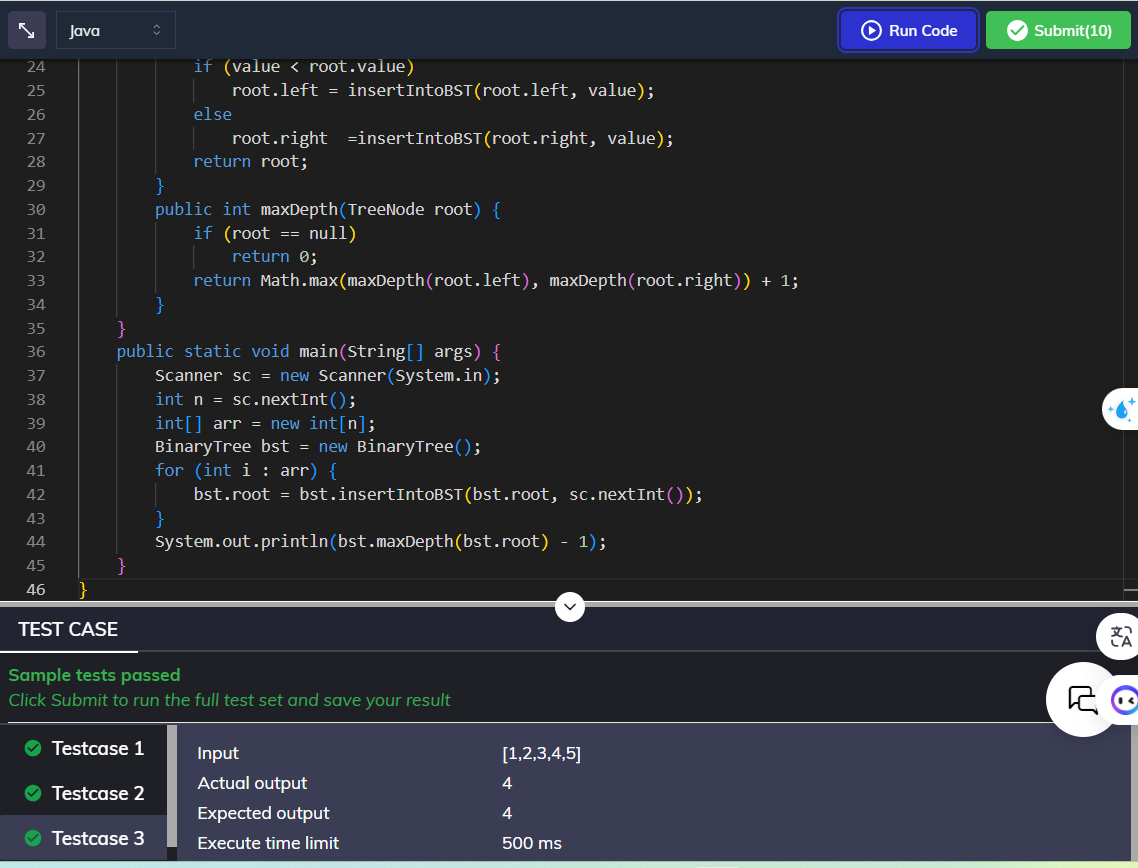 Java
Run Code
Submit(10)
24 if (value < root.value)
25 root.left = insertIntoBST(root.left, value);
26 else
27 root.right  =insertIntoBST(root.right, value);
28 return root;
29 }
30 public int maxDepth(TreeNode root) {
31 if (root == null)
32 return 0;
33 return Math.max(maxDepth(root.left), maxDepth(root.right)) + 1;
34 }
35 }
36 public static void main(String[] args) {
37 Scanner sc = new Scanner(System.in);
38 int n = sc.nextInt();
39 int[] arr = new int[n];
40 BinaryTree bst = new BinaryTree();
41 for (int i : arr) {
42 bst.root = bst.insertIntoBST(bst.root, sc.nextInt());
43 }
44 System.out.println(bst.maxDepth(bst.root) - 1);
45 }
46 }
TEST CASE
Sample tests passed
Click Submit to run the full test set and save your result
Testcase 1
Testcase 2
Testcase 3
Input [1,2,3,4,5]
Actual output 4
Expected output 4
Execute time limit 500 ms